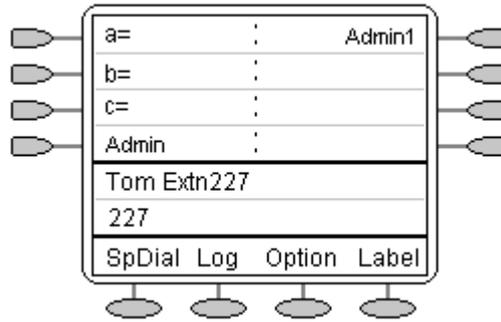 a= : Admin1
b= :
c= :
Admin :
Tom Extn227
227
SpDial Log Option Label